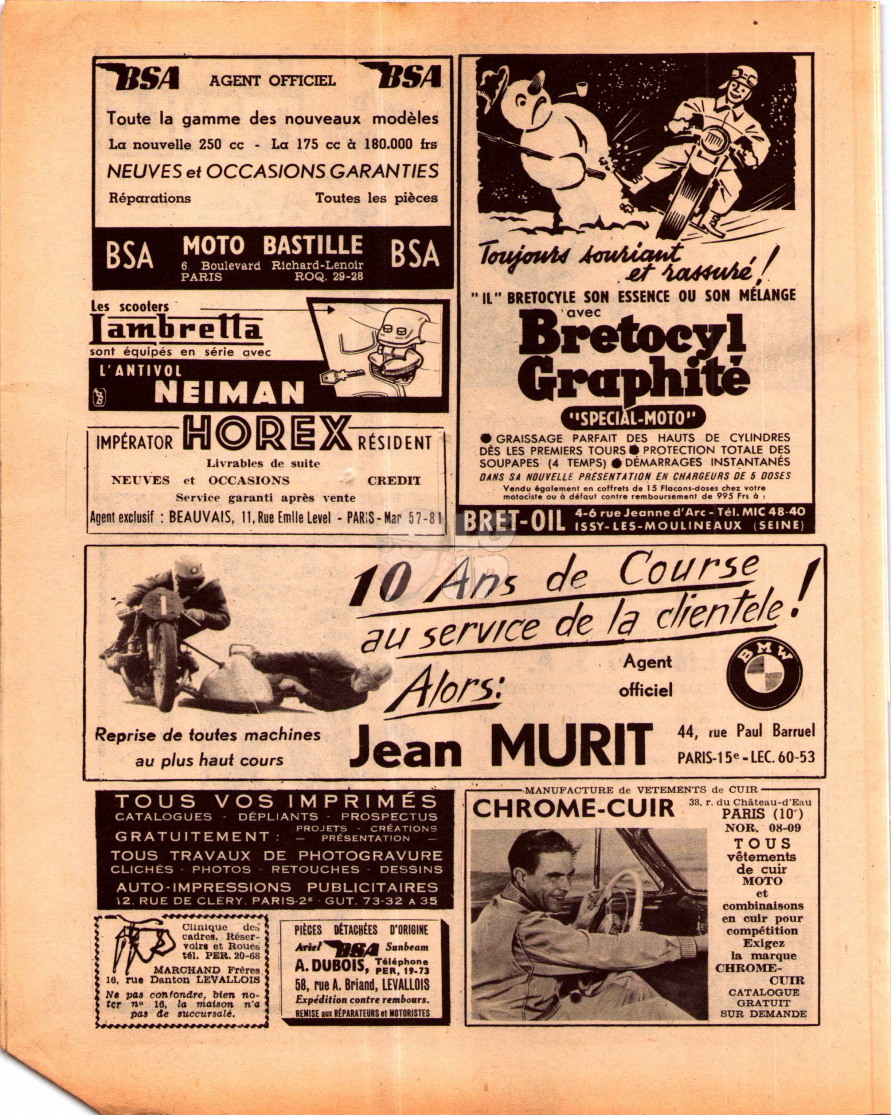 BSA AGENT OFFICIEL BSA
Toute la gamme des nouveaux modèles
La nouvelle 250 cc - La 175 cc à 180.000 frs
NEUVES et OCCASIONS GARANTIES
Réparations Toutes les pièces
BSA MOTO BASTILLE BSA
6 Boulevard Richard-Lenoir
PARIS ROQ. 29-28
Les scooters
Lambretta
sont équipés en série avec
L'ANTIVOL
NEIMAN
IMPÉRATOR HOREX RÉSIDENT
Livrables de suite
NEUVES et OCCASIONS CREDIT
Service garanti après vente
Agent exclusif : BEAUVAIS, 11, Rue Emile Level - PARIS - Mar 57-81
Toujours souriant
et rassuré !
"IL" BRETOCYLE SON ESSENCE OU SON MÉLANGE
avec
Bretocyl
Graphité
"SPECIAL-MOTO"
● GRAISSAGE PARFAIT DES HAUTS DE CYLINDRES
DÈS LES PREMIERS TOURS ● PROTECTION TOTALE DES
SOUPAPES (4 TEMPS) ● DÉMARRAGES INSTANTANÉS
DANS SA NOUVELLE PRÉSENTATION EN CHARGEURS DE 5 DOSES
Vendu également en coffrets de 15 Flacons-doses chez votre
motociste ou à défaut contre remboursement de 995 Frs à :
BRET-OIL 4-6 rue Jeanne d'Arc - Tél. MIC 48-40
ISSY-LES-MOULINEAUX (SEINE)
1
10 Ans de Course
au service de la clientele !
Alors:
Agent
officiel
BMW
Reprise de toutes machines
au plus haut cours
Jean MURIT
44, rue Paul Barruel
PARIS-15e - LEC. 60-53
TOUS VOS IMPRIMÉS
CATALOGUES - DÉPLIANTS - PROSPECTUS
GRATUITEMENT : PROJETS - CRÉATIONS
— PRÉSENTATION —
TOUS TRAVAUX DE PHOTOGRAVURE
CLICHÉS - PHOTOS - RETOUCHES - DESSINS
AUTO-IMPRESSIONS PUBLICITAIRES
12, RUE DE CLÉRY, PARIS-2e - GUT. 73-32 A 35
Clinique des
cadres, Réser-
voirs et Roues
tél. PER. 20-68
MARCHAND Frères
16, rue Danton LEVALLOIS
Ne pas confondre, bien no-
ter n° 16, la maison n'a
pas de succursale.
PIÈCES DÉTACHÉES D'ORIGINE
Ariel BSA Sunbeam
A. DUBOIS, Téléphone
PER, 19-73
58, rue A. Briand, LEVALLOIS
Expédition contre rembours.
REMISE aux RÉPARATEURS et MOTORISTES
MANUFACTURE de VETEMENTS de CUIR
CHROME-CUIR 38, r. du Château-d'Eau
PARIS (10e)
NOR. 08-09
TOUS
vêtements
de cuir
MOTO
et
combinaisons
en cuir pour
compétition
Exigez
la marque
CHROME-
CUIR
CATALOGUE
GRATUIT
SUR DEMANDE